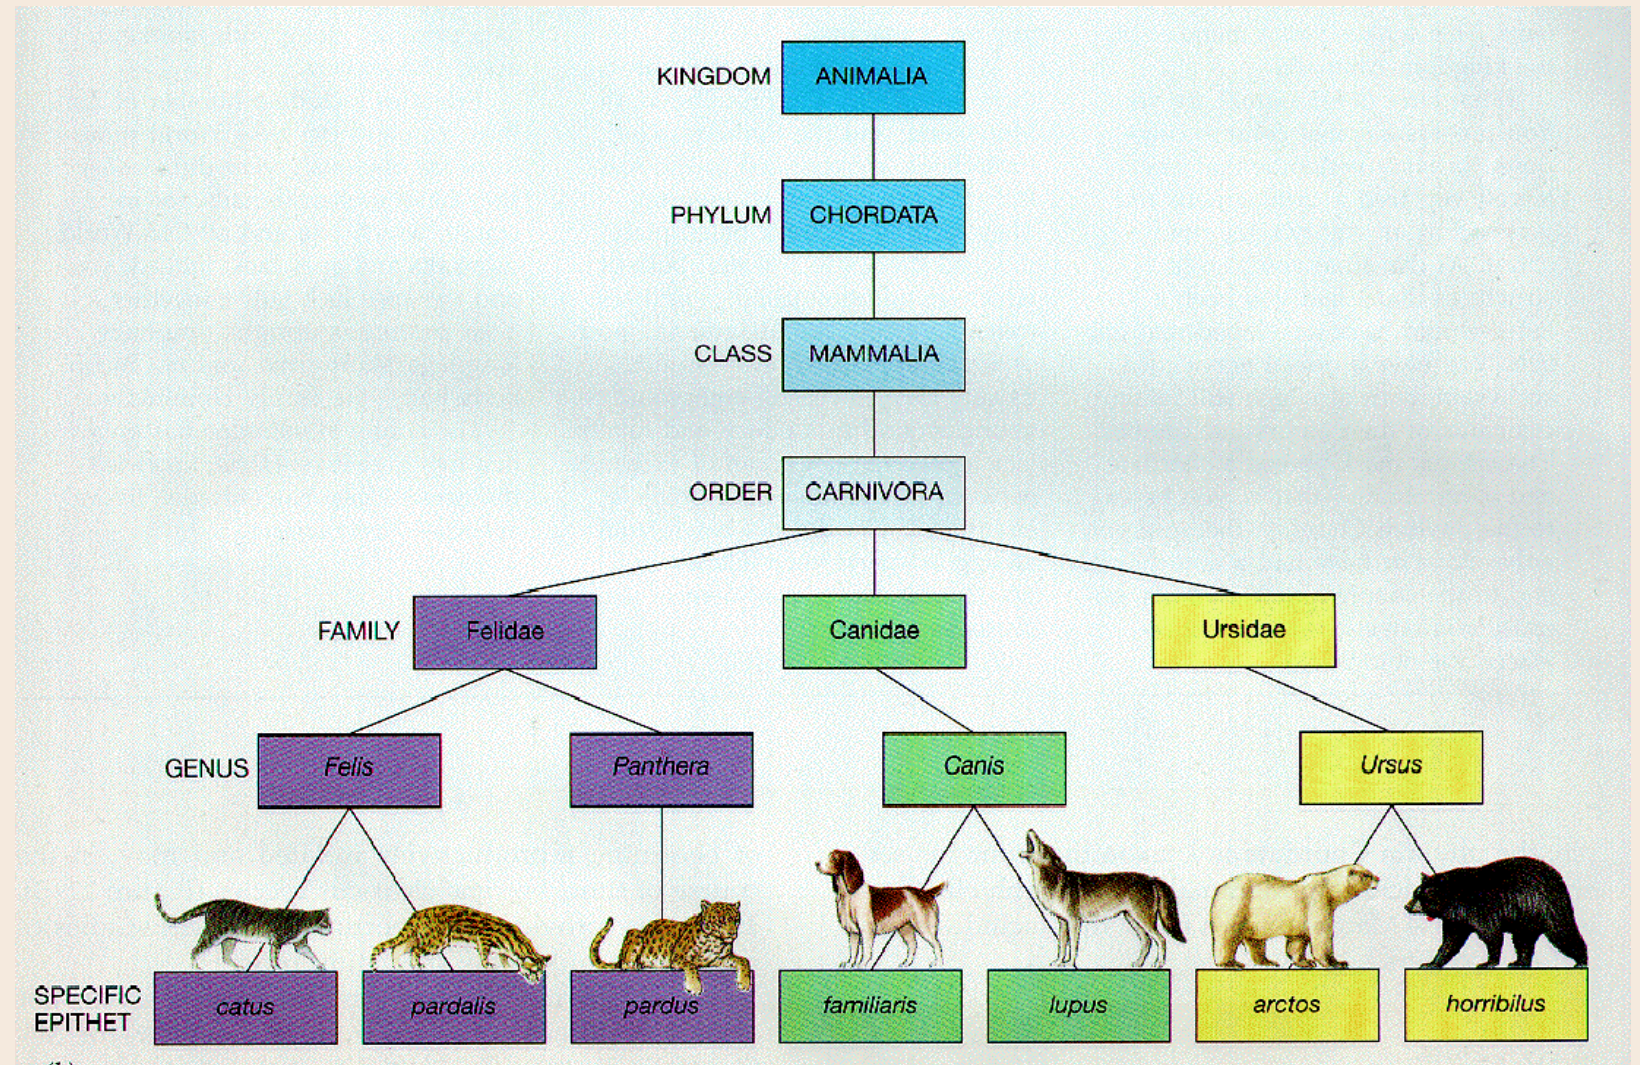 KINGDOM ANIMALIA
PHYLUM CHORDATA
CLASS MAMMALIA
ORDER CARNIVORA
FAMILY Felidae Canidae Ursidae
GENUS Felis Panthera Canis Ursus
SPECIFIC
EPITHET catus pardalis pardus familiaris lupus arctos horribilus